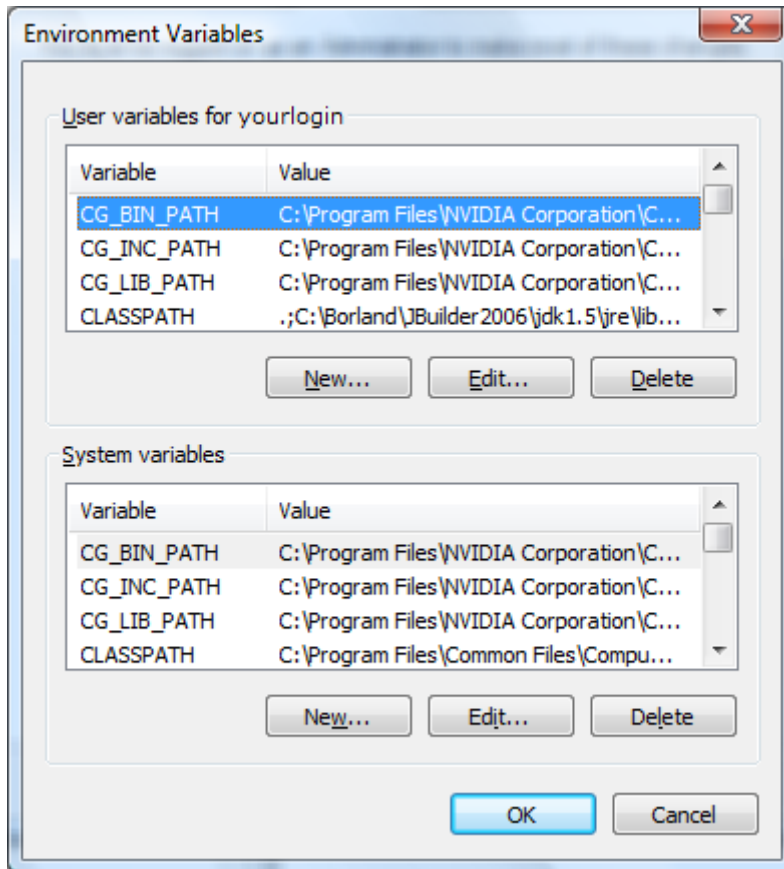 Environment Variables
User variables for yourlogin
Variable Value
CG_BIN_PATH C:\Program Files\NVIDIA Corporation\C...
CG_INC_PATH C:\Program Files\NVIDIA Corporation\C...
CG_LIB_PATH C:\Program Files\NVIDIA Corporation\C...
CLASSPATH .;C:\Borland\JBuilder2006\jdk1.5\jre\lib...
New... Edit... Delete
System variables
Variable Value
CG_BIN_PATH C:\Program Files\NVIDIA Corporation\C...
CG_INC_PATH C:\Program Files\NVIDIA Corporation\C...
CG_LIB_PATH C:\Program Files\NVIDIA Corporation\C...
CLASSPATH C:\Program Files\Common Files\Compu...
New... Edit... Delete
OK Cancel